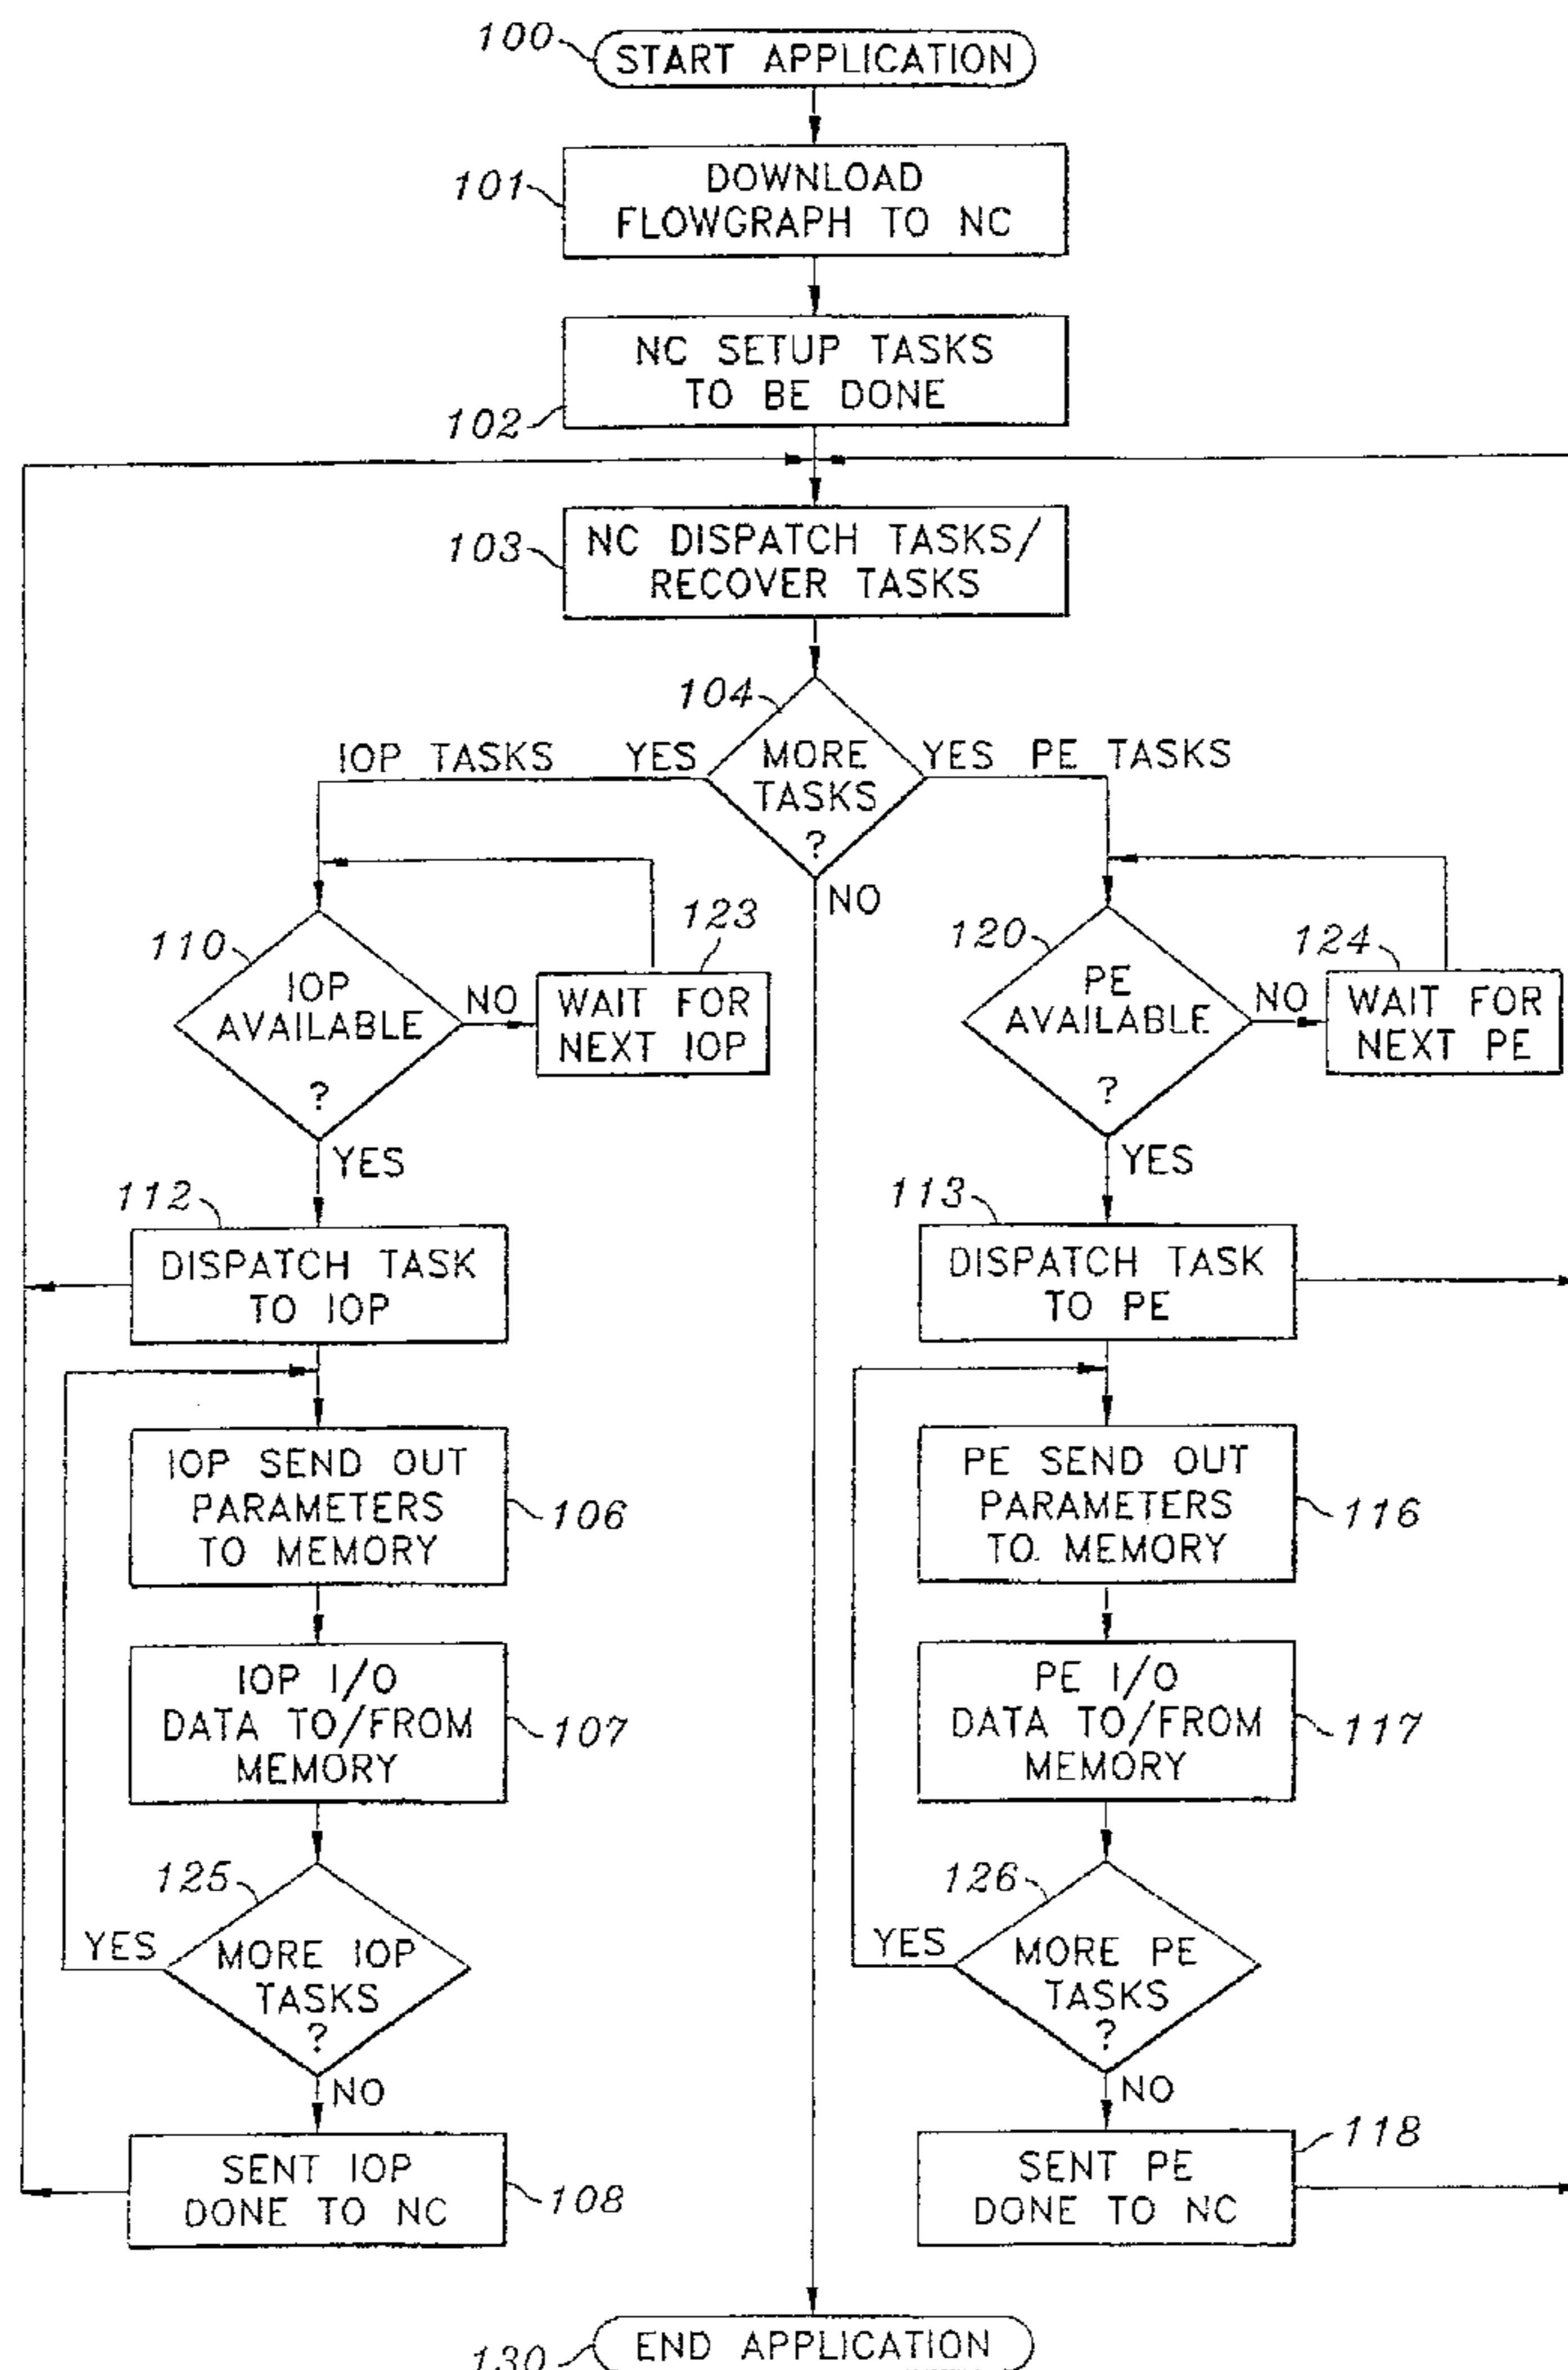 100
START APPLICATION
101
DOWNLOAD
FLOWGRAPH TO NC
NC SETUP TASKS
TO BE DONE
102
103
NC DISPATCH TASKS/
RECOVER TASKS
104
IOP TASKS YES
MORE
TASKS
?
YES PE TASKS
NO
110
IOP
AVAILABLE
?
NO
123
WAIT FOR
NEXT IOP
YES
120
PE
AVAILABLE
?
NO
124
WAIT FOR
NEXT PE
YES
112
DISPATCH TASK
TO IOP
113
DISPATCH TASK
TO PE
IOP SEND OUT
PARAMETERS
TO MEMORY
106
PE SEND OUT
PARAMETERS
TO MEMORY
116
IOP I/O
DATA TO/FROM
MEMORY
107
PE I/O
DATA TO/FROM
MEMORY
117
125
YES
MORE IOP
TASKS
?
NO
126
YES
MORE PE
TASKS
?
NO
SENT IOP
DONE TO NC
108
SENT PE
DONE TO NC
118
130
END APPLICATION